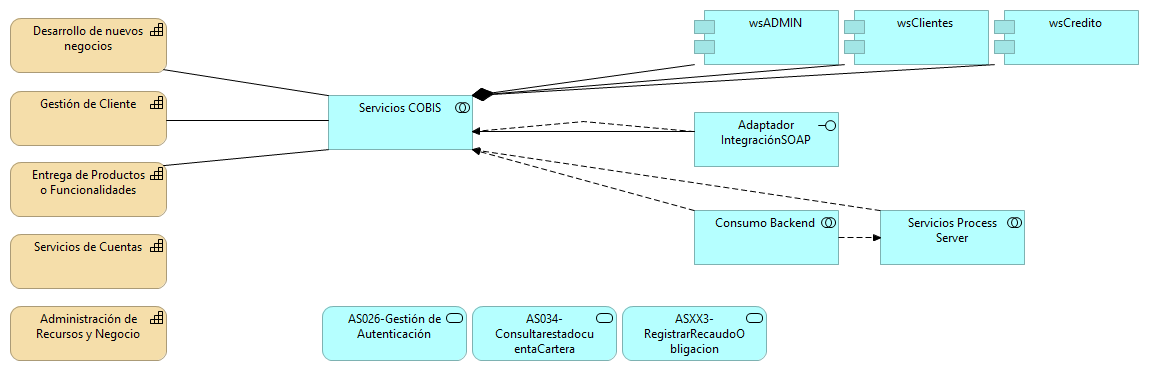 Desarrollo de nuevos
negocios
Gestión de Cliente
Entrega de Productos
o Funcionalidades
Servicios de Cuentas
Administración de
Recursos y Negocio
Servicios COBIS
wsADMIN
wsClientes
wsCredito
Adaptador
IntegraciónSOAP
Consumo Backend
Servicios Process
Server
AS026-Gestión de
Autenticación
AS034-
Consultarestadocu
entaCartera
ASXX3-
RegistrarRecaudoO
bligacion